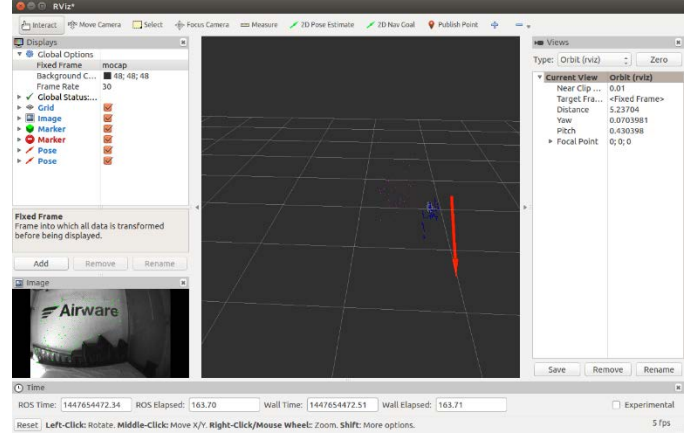 RViz*
Interact Move Camera Select Focus Camera Measure 2D Pose Estimate 2D Nav Goal Publish Point
Displays
Global Options
Fixed Frame mocap
Background C... 48; 48; 48
Frame Rate 30
Global Status:...
Grid
Image
Marker
Marker
Pose
Pose
Fixed Frame
Frame into which all data is transformed
before being displayed.
Add Remove Rename
Image
Airware
Views
Type: Orbit (rviz) Zero
Current View Orbit (rviz)
Near Clip ... 0.01
Target Fra... <Fixed Frame>
Distance 5.23704
Yaw 0.0703981
Pitch 0.430398
Focal Point 0; 0; 0
Save Remove Rename
Time
ROS Time: 1447654472.34 ROS Elapsed: 163.70 Wall Time: 1447654472.51 Wall Elapsed: 163.71 Experimental
Reset Left-Click: Rotate. Middle-Click: Move X/Y. Right-Click/Mouse Wheel: Zoom. Shift: More options. 5 fps